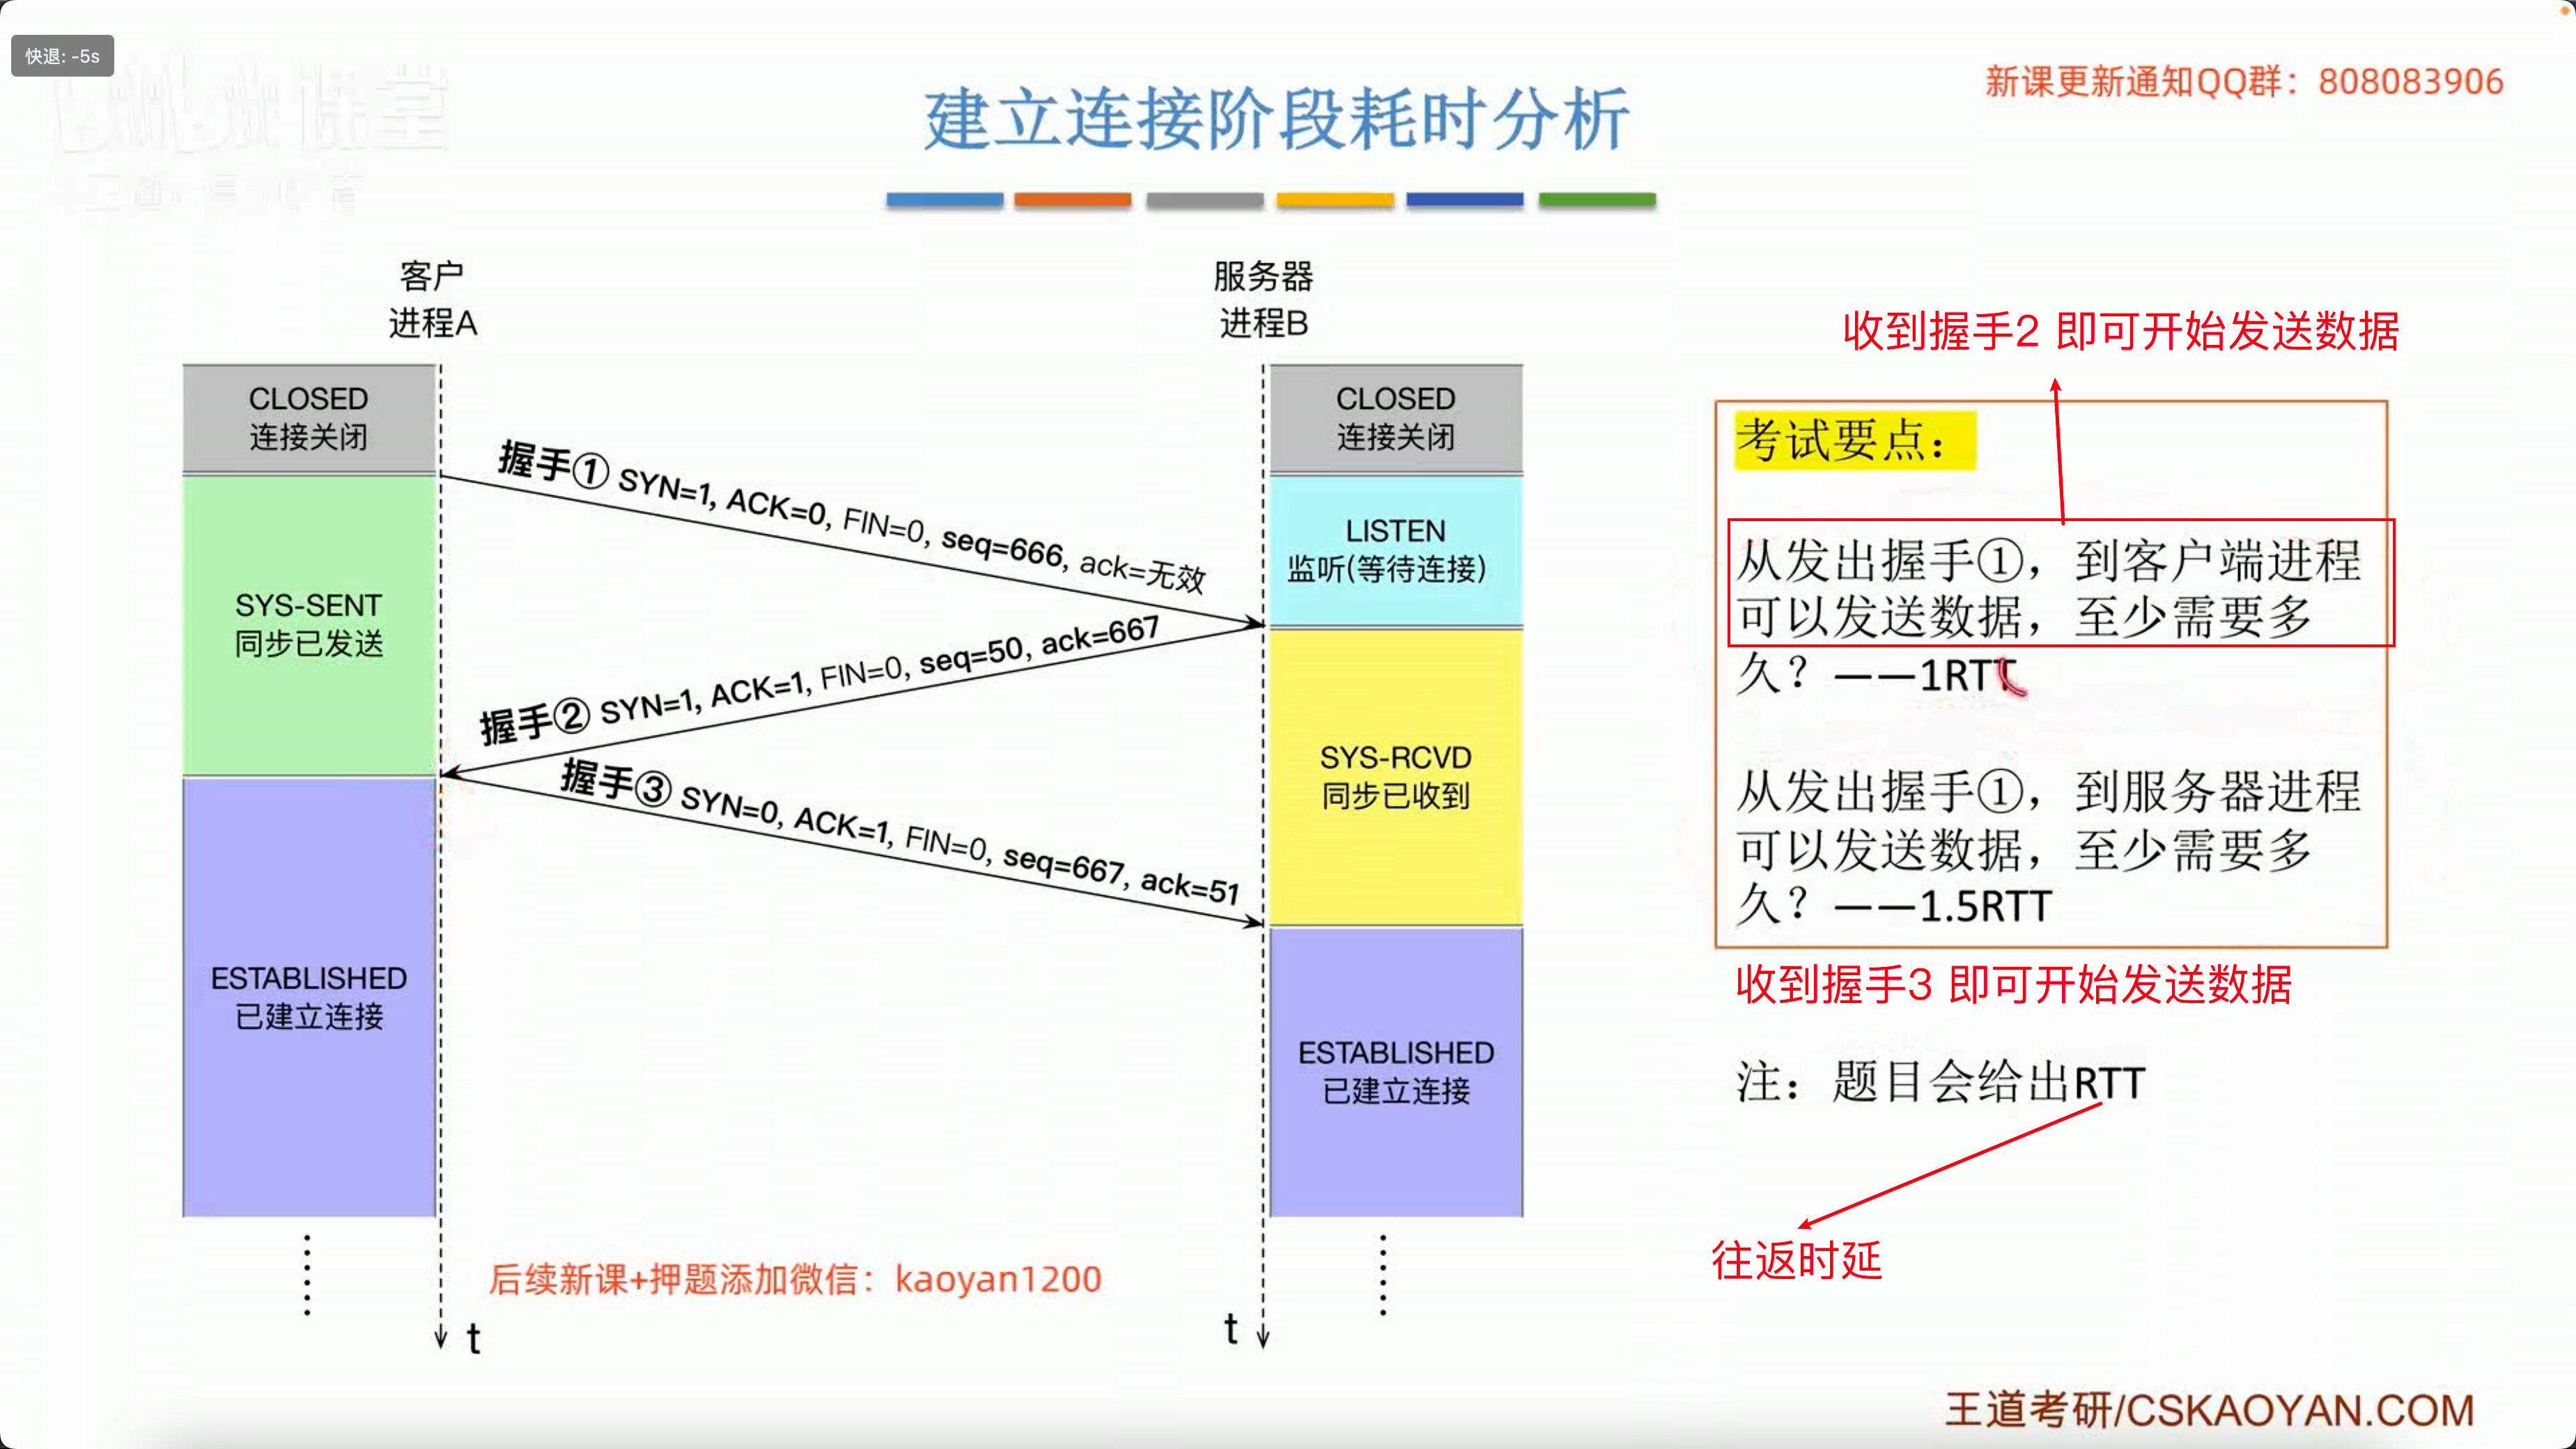 快退: -5s
新课更新通知QQ群：808083906
建立连接阶段耗时分析
客户
进程A
服务器
进程B
CLOSED
连接关闭
SYS-SENT
同步已发送
ESTABLISHED
已建立连接
握手① SYN=1, ACK=0, FIN=0, seq=666, ack=无效
握手② SYN=1, ACK=1, FIN=0, seq=50, ack=667
握手③ SYN=0, ACK=1, FIN=0, seq=667, ack=51
CLOSED
连接关闭
LISTEN
监听(等待连接)
SYS-RCVD
同步已收到
ESTABLISHED
已建立连接
t
t
后续新课+押题添加微信：kaoyan1200
收到握手2 即可开始发送数据
考试要点：
从发出握手①，到客户端进程
可以发送数据，至少需要多
久？——1RTT
从发出握手①，到服务器进程
可以发送数据，至少需要多
久？——1.5RTT
收到握手3 即可开始发送数据
注：题目会给出RTT
往返时延
王道考研/CSKAOYAN.COM